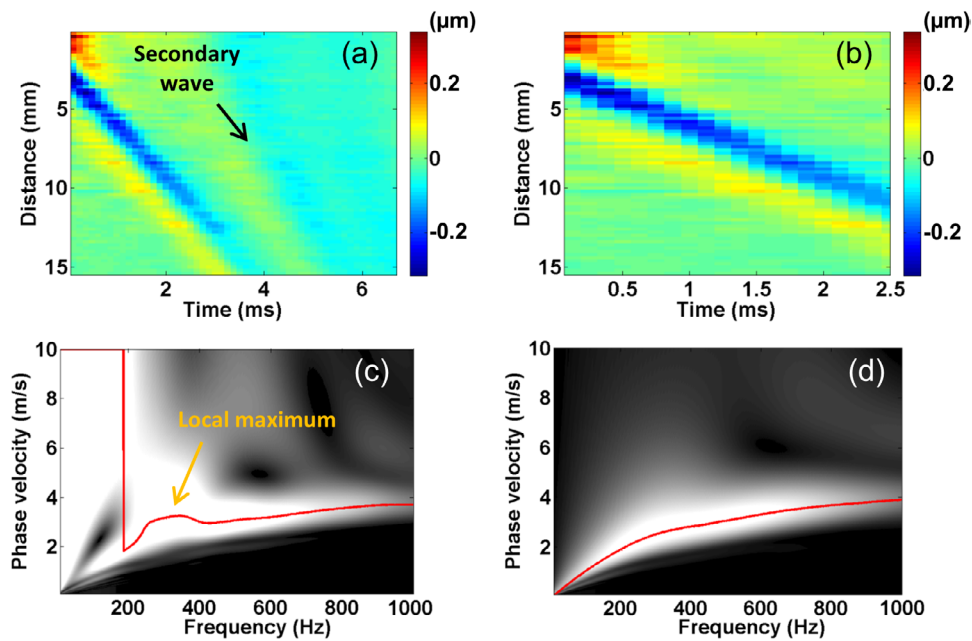 (μm)
(a)
Secondary
wave
Distance (mm)
5
10
15
2
4
6
Time (ms)
0.2
0
-0.2
(μm)
(b)
Distance (mm)
5
10
15
0.5
1
1.5
2
2.5
Time (ms)
0.2
0
-0.2
(c)
Local maximum
Phase velocity (m/s)
10
8
6
4
2
200
400
600
800
1000
Frequency (Hz)
(d)
Phase velocity (m/s)
10
8
6
4
2
200
400
600
800
1000
Frequency (Hz)